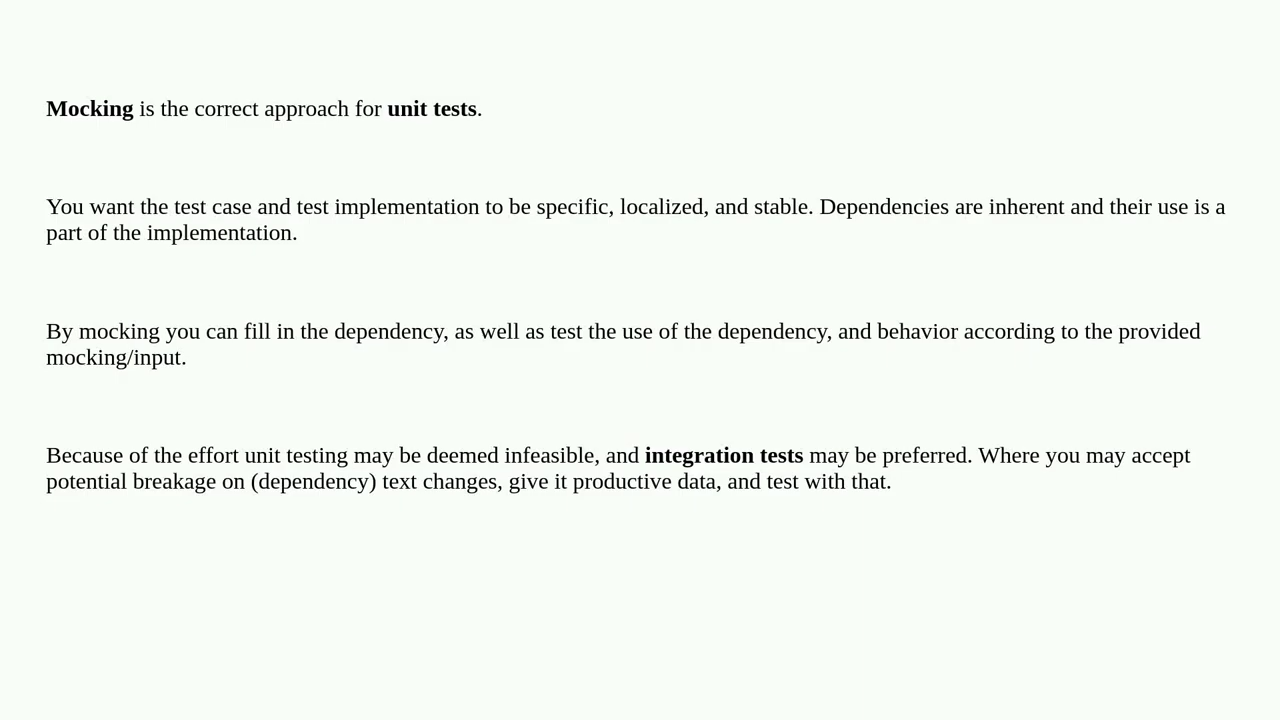 Mocking is the correct approach for unit tests.
You want the test case and test implementation to be specific, localized, and stable. Dependencies are inherent and their use is a
part of the implementation.
By mocking you can fill in the dependency, as well as test the use of the dependency, and behavior according to the provided
mocking/input.
Because of the effort unit testing may be deemed infeasible, and integration tests may be preferred. Where you may accept
potential breakage on (dependency) text changes, give it productive data, and test with that.